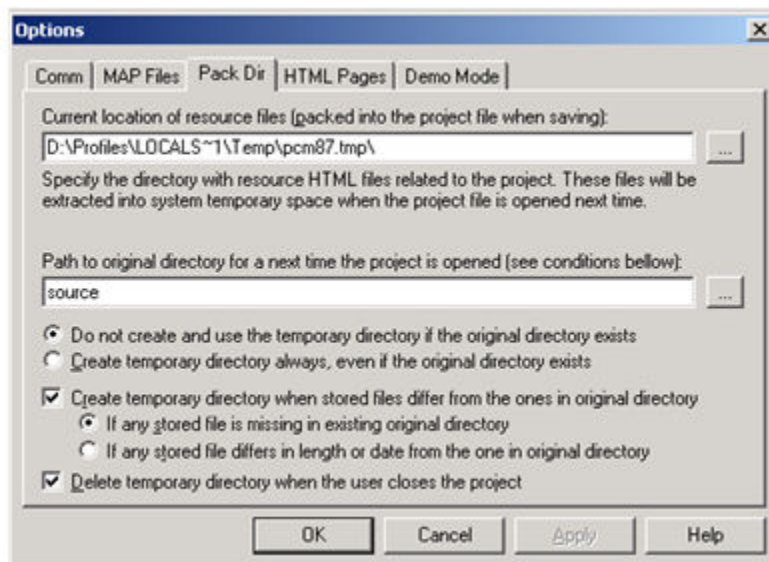 Options
Comm MAP Files Pack Dir HTML Pages Demo Mode
Current location of resource files (packed into the project file when saving):
D:\Profiles\LOCALS~1\Temp\pcm87.tmp\
...
Specify the directory with resource HTML files related to the project. These files will be
extracted into system temporary space when the project file is opened next time.
Path to original directory for a next time the project is opened (see conditions bellow):
source
...
Do not create and use the temporary directory if the original directory exists
Create temporary directory always, even if the original directory exists
Create temporary directory when stored files differ from the ones in original directory
If any stored file is missing in existing original directory
If any stored file differs in length or date from the one in original directory
Delete temporary directory when the user closes the project
OK Cancel Apply Help